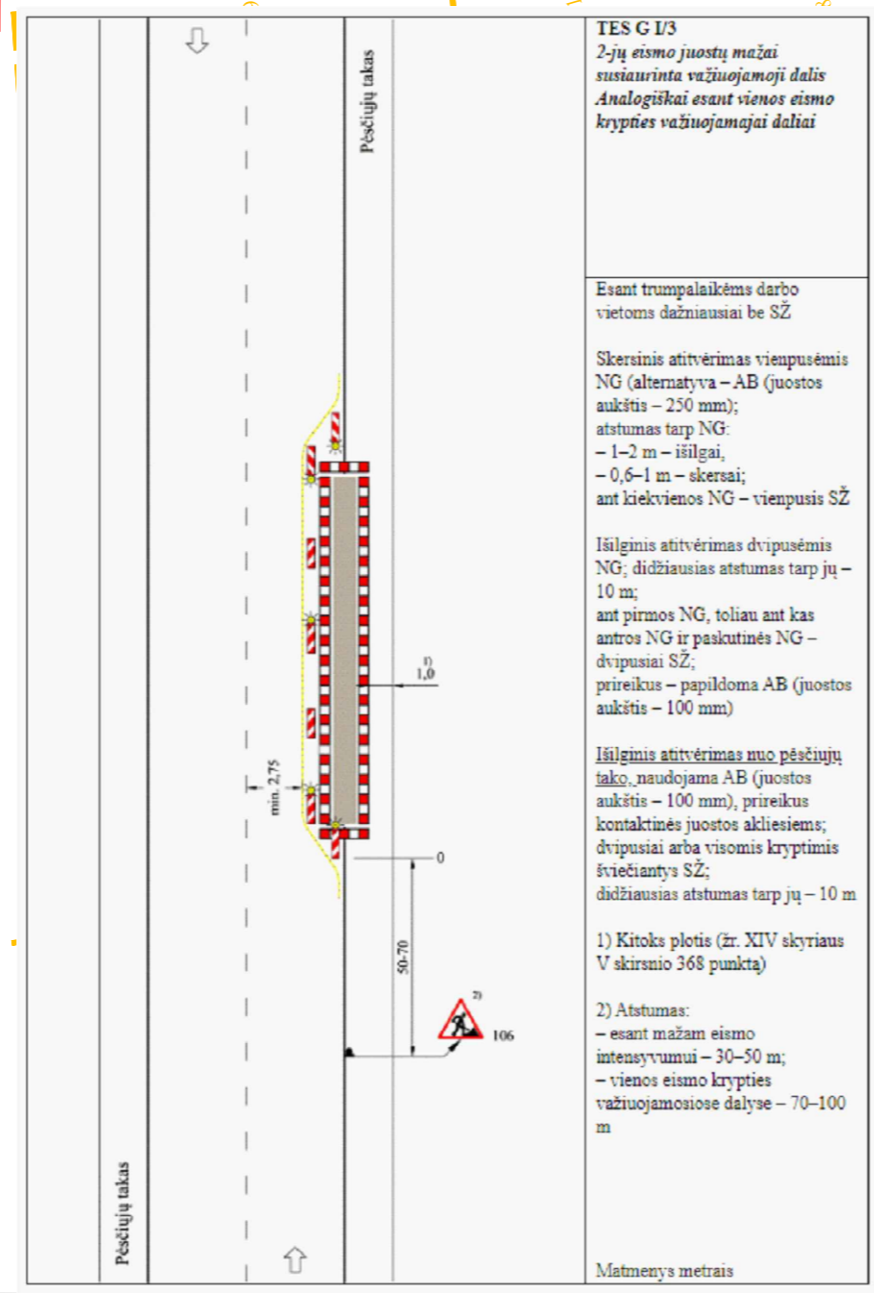 TES G I/3
2-jų eismo juostų mažai
susiaurinta važiuojamoji dalis
Analogiškai esant vienos eismo
krypties važiuojamajai daliai
Esant trumpalaikėms darbo
vietoms dažniausiai be SŽ
Skersinis atitvėrimas vienpusėmis
NG (alternatyva – AB (juostos
aukštis – 250 mm);
atstumas tarp NG:
– 1–2 m – išilgai,
– 0,6–1 m – skersai;
ant kiekvienos NG – vienpusis SŽ
Išilginis atitvėrimas dvipusėmis
NG; didžiausias atstumas tarp jų –
10 m;
ant pirmos NG, toliau ant kas
antros NG ir paskutinės NG –
dvipusiai SŽ;
prireikus – papildoma AB (juostos
aukštis – 100 mm)
Išilginis atitvėrimas nuo pėsčiųjų
tako, naudojama AB (juostos
aukštis – 100 mm), prireikus
kontaktinės juostos akliesiems;
dvipusiai arba visomis kryptimis
šviečiantys SŽ;
didžiausias atstumas tarp jų – 10 m
1) Kitoks plotis (žr. XIV skyriaus
V skirsnio 368 punktą)
2) Atstumas:
– esant mažam eismo
intensyvumui – 30–50 m;
– vienos eismo krypties
važiuojamosiose dalyse – 70–100
m
Matmenys metrais
Pėsčiųjų takas
1)
1,0
min. 2,75
0
50-70
2)
106
Pėsčiųjų takas